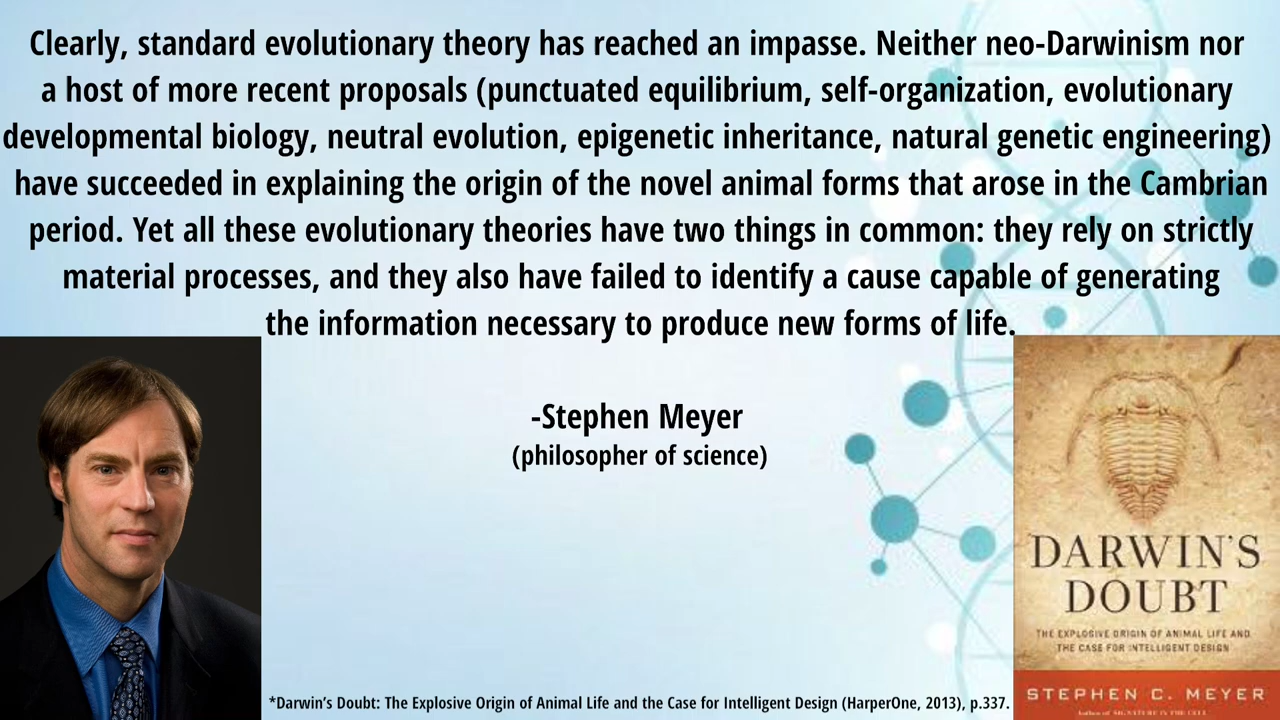 Clearly, standard evolutionary theory has reached an impasse. Neither neo-Darwinism nor
a host of more recent proposals (punctuated equilibrium, self-organization, evolutionary
developmental biology, neutral evolution, epigenetic inheritance, natural genetic engineering)
have succeeded in explaining the origin of the novel animal forms that arose in the Cambrian
period. Yet all these evolutionary theories have two things in common: they rely on strictly
material processes, and they also have failed to identify a cause capable of generating
the information necessary to produce new forms of life.
-Stephen Meyer
(philosopher of science)
DARWIN'S
DOUBT
THE EXPLOSIVE ORIGIN OF ANIMAL LIFE AND
THE CASE FOR INTELLIGENT DESIGN
STEPHEN C. MEYER
Author of SIGNATURE IN THE CELL
*Darwin's Doubt: The Explosive Origin of Animal Life and the Case for Intelligent Design (HarperOne, 2013), p.337.